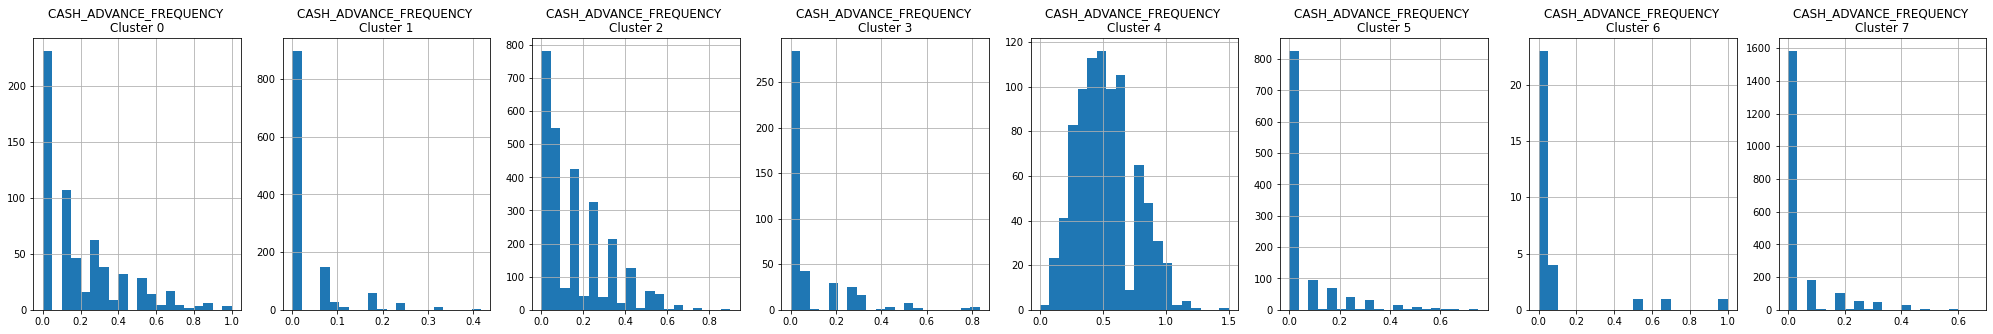 CASH_ADVANCE_FREQUENCY
Cluster 0
200
150
100
50
0
0.0 0.2 0.4 0.6 0.8 1.0
CASH_ADVANCE_FREQUENCY
Cluster 1
800
600
400
200
0
0.0 0.1 0.2 0.3 0.4
CASH_ADVANCE_FREQUENCY
Cluster 2
800
700
600
500
400
300
200
100
0
0.0 0.2 0.4 0.6 0.8
CASH_ADVANCE_FREQUENCY
Cluster 3
250
200
150
100
50
0
0.0 0.2 0.4 0.6 0.8
CASH_ADVANCE_FREQUENCY
Cluster 4
120
100
80
60
40
20
0
0.0 0.5 1.0 1.5
CASH_ADVANCE_FREQUENCY
Cluster 5
800
700
600
500
400
300
200
100
0
0.0 0.2 0.4 0.6
CASH_ADVANCE_FREQUENCY
Cluster 6
20
15
10
5
0
0.0 0.2 0.4 0.6 0.8 1.0
CASH_ADVANCE_FREQUENCY
Cluster 7
1600
1400
1200
1000
800
600
400
200
0
0.0 0.2 0.4 0.6